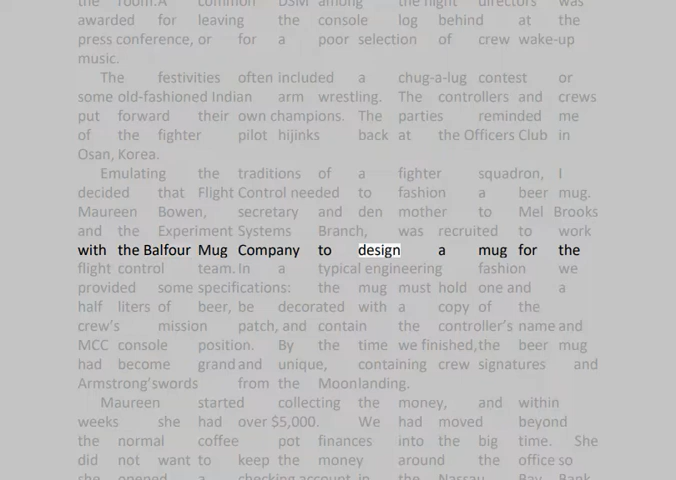 the room. A common DSM among the flight directors was
awarded for leaving the console log behind at the
press conference, or for a poor selection of crew wake-up
music.
The festivities often included a chug-a-lug contest or
some old-fashioned Indian arm wrestling. The controllers and crews
put forward their own champions. The parties reminded me
of the fighter pilot hijinks back at the Officers Club in
Osan, Korea.
Emulating the traditions of a fighter squadron, I
decided that Flight Control needed to fashion a beer mug.
Maureen Bowen, secretary and den mother to Mel Brooks
and the Experiment Systems Branch, was recruited to work
with the Balfour Mug Company to design a mug for the
flight control team. In a typical engineering fashion we
provided some specifications: the mug must hold one and a
half liters of beer, be decorated with a copy of the
crew's mission patch, and contain the controller's name and
MCC console position. By the time we finished, the beer mug
had become grand and unique, containing crew signatures and
Armstrong's words from the Moon landing.
Maureen started collecting the money, and within
weeks she had over $5,000. We had moved beyond
the normal coffee pot finances into the big time. She
did not want to keep the money around the office so
she opened a checking account in the Nassau Bay Bank